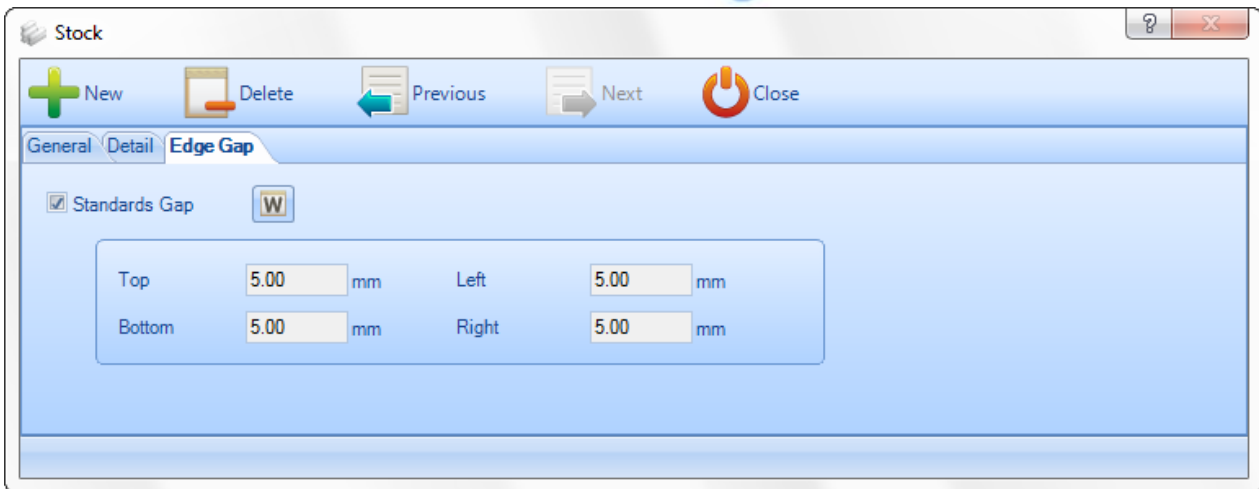 Stock
New Delete Previous Next Close
General Detail Edge Gap
Standards Gap W
Top 5.00 mm Left 5.00 mm
Bottom 5.00 mm Right 5.00 mm